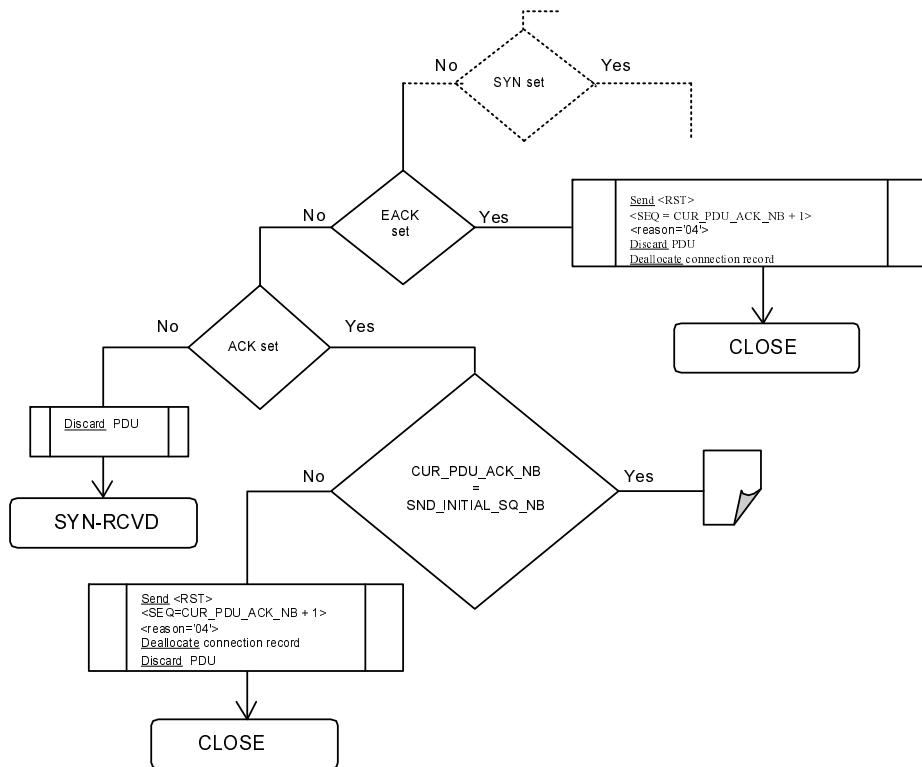 No
Yes
SYN set
No
EACK
set
Yes
Send <RST>
<SEQ = CUR_PDU_ACK_NB + 1>
<reason='04'>
Discard PDU
Deallocate connection record
CLOSE
No
ACK set
Yes
Discard PDU
SYN-RCVD
No
CUR_PDU_ACK_NB
=
SND_INITIAL_SQ_NB
Yes
Send <RST>
<SEQ=CUR_PDU_ACK_NB + 1>
<reason='04'>
Deallocate connection record
Discard PDU
CLOSE